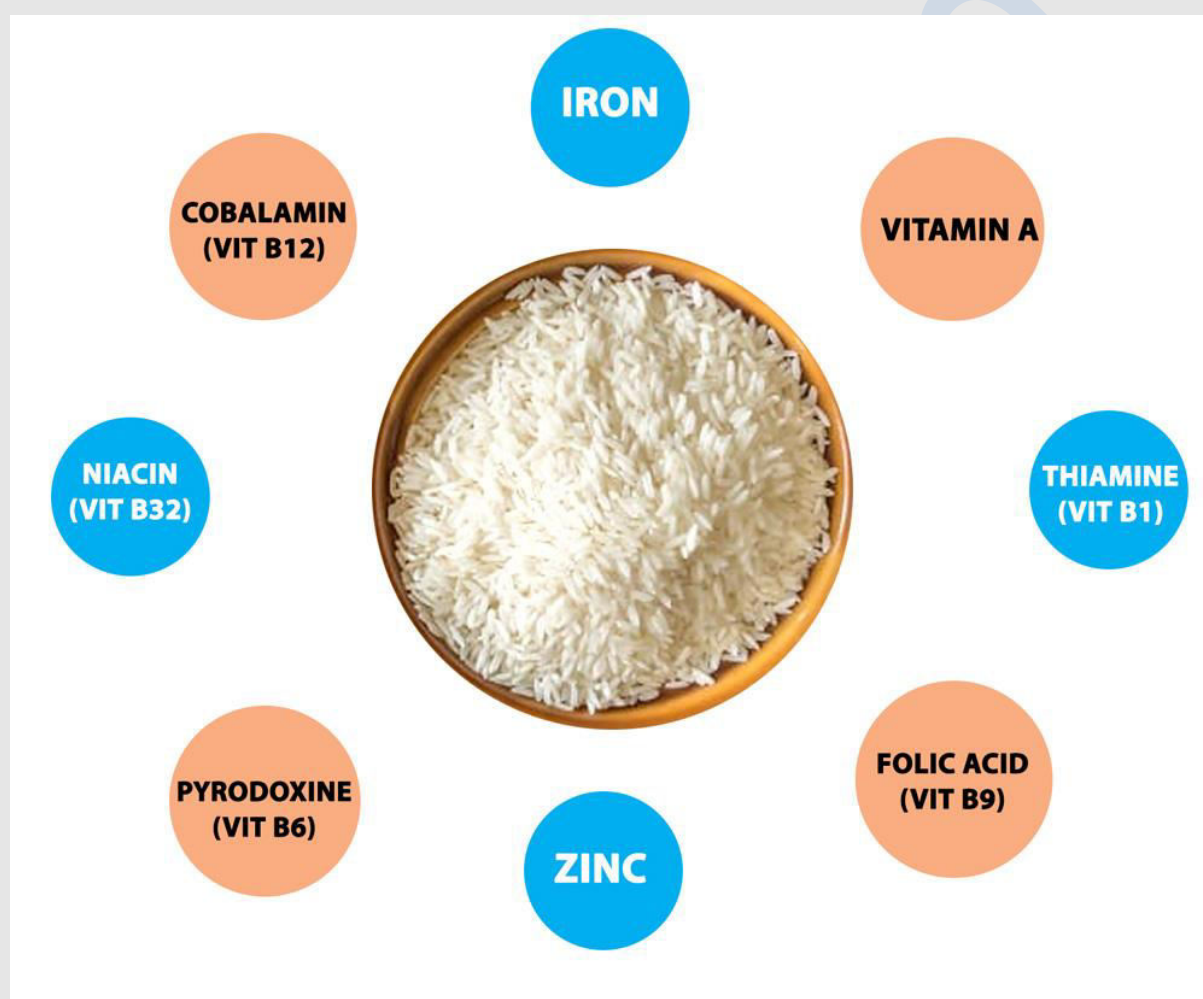 IRON
COBALAMIN
(VIT B12)
VITAMIN A
NIACIN
(VIT B32)
THIAMINE
(VIT B1)
PYRODOXINE
(VIT B6)
FOLIC ACID
(VIT B9)
ZINC